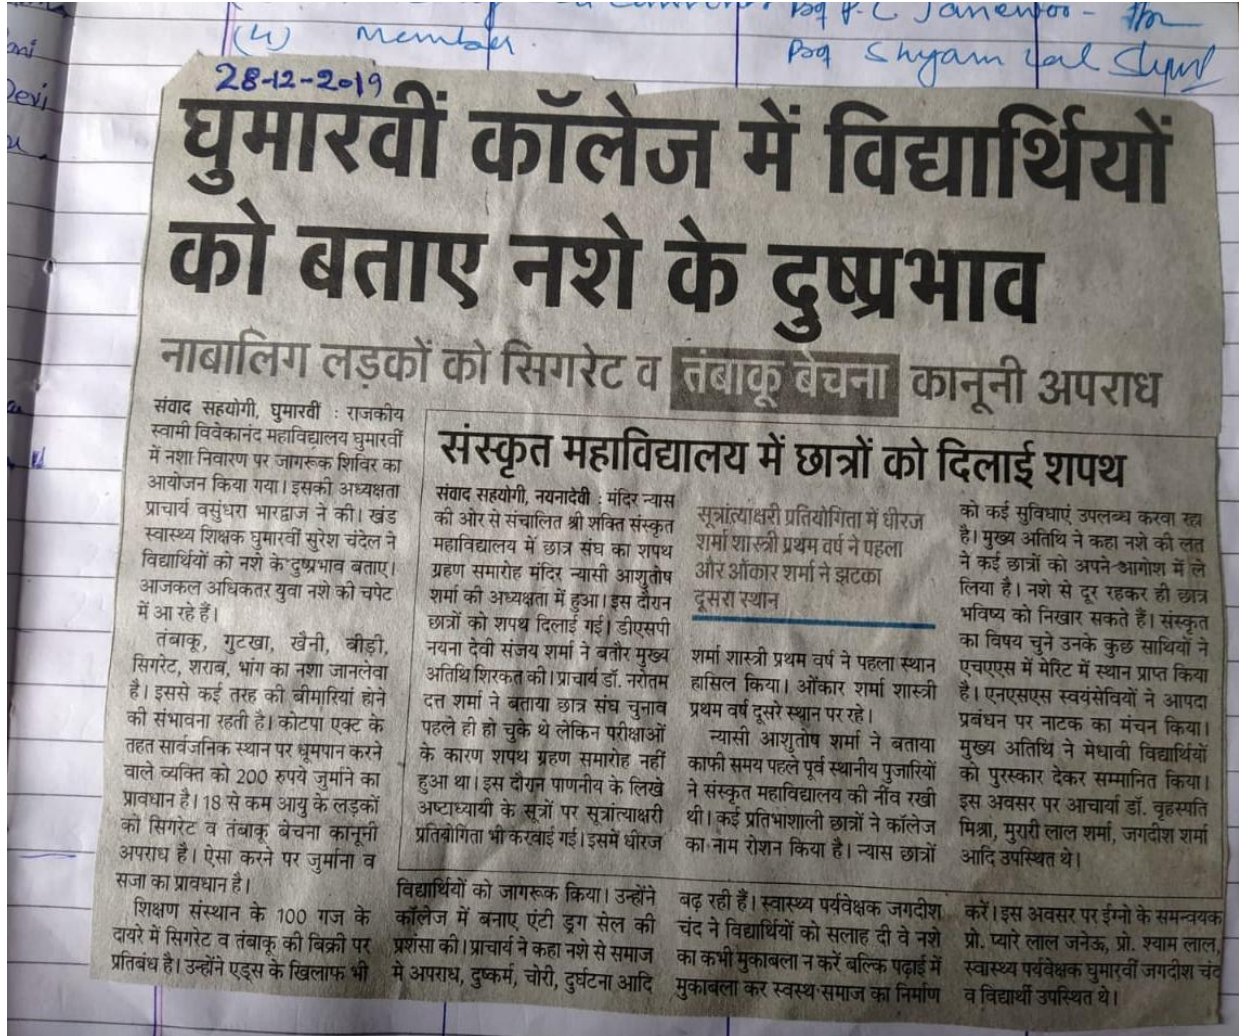 (4) Member
Prof Shyam Lal
Devi
28-12-2019
घुमारवीं कॉलेज में विद्यार्थियों
को बताए नशे के दुष्प्रभाव
नाबालिग लड़कों को सिगरेट व तंबाकू बेचना कानूनी अपराध
संवाद सहयोगी, घुमारवीं : राजकीय
स्वामी विवेकानंद महाविद्यालय घुमारवीं
में नशा निवारण पर जागरूक शिविर का
आयोजन किया गया। इसकी अध्यक्षता
प्राचार्य वसुंधरा भारद्वाज ने की। खंड
स्वास्थ्य शिक्षक घुमारवीं सुरेश चंदेल ने
विद्यार्थियों को नशे के दुष्प्रभाव बताए।
आजकल अधिकतर युवा नशे की चपेट
में आ रहे हैं।
तंबाकू, गुटखा, खैनी, बीड़ी,
सिगरेट, शराब, भांग का नशा जानलेवा
है। इससे कई तरह की बीमारियां होने
की संभावना रहती है। कोटपा एक्ट के
तहत सार्वजनिक स्थान पर धूमपान करने
वाले व्यक्ति को 200 रुपये जुर्माने का
प्रावधान है। 18 से कम आयु के लड़कों
को सिगरेट व तंबाकू बेचना कानूनी
अपराध है। ऐसा करने पर जुर्माना व
सजा का प्रावधान है।
शिक्षण संस्थान के 100 गज के
दायरे में सिगरेट व तंबाकू की बिक्री पर
प्रतिबंध है। उन्होंने एड्स के खिलाफ भी
विद्यार्थियों को जागरूक किया। उन्होंने
कॉलेज में बनाए एंटी ड्रग सेल की
प्रशंसा की। प्राचार्य ने कहा नशे से समाज
मे अपराध, दुष्कर्म, चोरी, दुर्घटना आदि
बढ़ रही हैं। स्वास्थ्य पर्यवेक्षक जगदीश
चंद ने विद्यार्थियों को सलाह दी वे नशे
का कभी मुकाबला न करें बल्कि पढ़ाई में
मुकाबला कर स्वस्थ समाज का निर्माण
करें। इस अवसर पर ईग्नो के समन्वयक
प्रो. प्यारे लाल जनेऊ, प्रो. श्याम लाल,
स्वास्थ्य पर्यवेक्षक घुमारवीं जगदीश चंद
व विद्यार्थी उपस्थित थे।
संस्कृत महाविद्यालय में छात्रों को दिलाई शपथ
संवाद सहयोगी, नयनादेवी : मंदिर न्यास
की ओर से संचालित श्री शक्ति संस्कृत
महाविद्यालय में छात्र संघ का शपथ
ग्रहण समारोह मंदिर न्यासी आशुतोष
शर्मा की अध्यक्षता में हुआ। इस दौरान
छात्रों को शपथ दिलाई गई। डीएसपी
नयना देवी संजय शर्मा ने बतौर मुख्य
अतिथि शिरकत की। प्राचार्य डॉ. नरोतम
दत्त शर्मा ने बताया छात्र संघ चुनाव
पहले ही हो चुके थे लेकिन परीक्षाओं
के कारण शपथ ग्रहण समारोह नहीं
हुआ था। इस दौरान पाणनीय के लिखे
अष्टाध्यायी के सूत्रों पर सूत्रांत्याक्षरी
प्रतियोगिता भी करवाई गई। इसमें धीरज
सूत्रांत्याक्षरी प्रतियोगिता में धीरज
शर्मा शास्त्री प्रथम वर्ष ने पहला
और ओंकार शर्मा ने झटका
दूसरा स्थान
शर्मा शास्त्री प्रथम वर्ष ने पहला स्थान
हासिल किया। ओंकार शर्मा शास्त्री
प्रथम वर्ष दूसरे स्थान पर रहे।
न्यासी आशुतोष शर्मा ने बताया
काफी समय पहले पूर्व स्थानीय पुजारियों
ने संस्कृत महाविद्यालय की नींव रखी
थी। कई प्रतिभाशाली छात्रों ने कॉलेज
का नाम रोशन किया है। न्यास छात्रों
को कई सुविधाएं उपलब्ध करवा रहा
है। मुख्य अतिथि ने कहा नशे की लत
ने कई छात्रों को अपने आगोश में ले
लिया है। नशे से दूर रहकर ही छात्र
भविष्य को निखार सकते हैं। संस्कृत
का विषय चुने उनके कुछ साथियों ने
एचएएस में मेरिट में स्थान प्राप्त किया
है। एनएसएस स्वयंसेवियों ने आपदा
प्रबंधन पर नाटक का मंचन किया।
मुख्य अतिथि ने मेधावी विद्यार्थियों
को पुरस्कार देकर सम्मानित किया।
इस अवसर पर आचार्या डॉ. वृहस्पति
मिश्रा, मुरारी लाल शर्मा, जगदीश शर्मा
आदि उपस्थित थे।